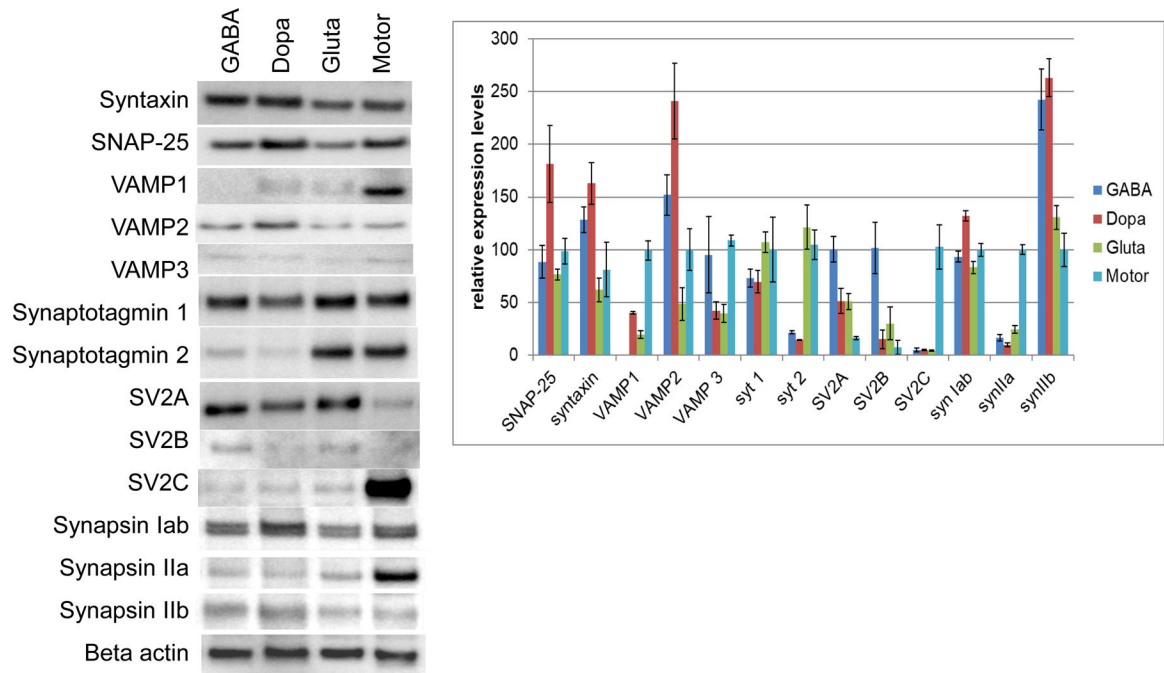 GABA
Dopa
Gluta
Motor
Syntaxin
SNAP-25
VAMP1
VAMP2
VAMP3
Synaptotagmin 1
Synaptotagmin 2
SV2A
SV2B
SV2C
Synapsin Iab
Synapsin IIa
Synapsin IIb
Beta actin
relative expression levels
300
250
200
150
100
50
0
SNAP-25
syntaxin
VAMP1
VAMP2
VAMP 3
syt 1
syt 2
SV2A
SV2B
SV2C
syn Iab
synIIa
synIIb
GABA
Dopa
Gluta
Motor